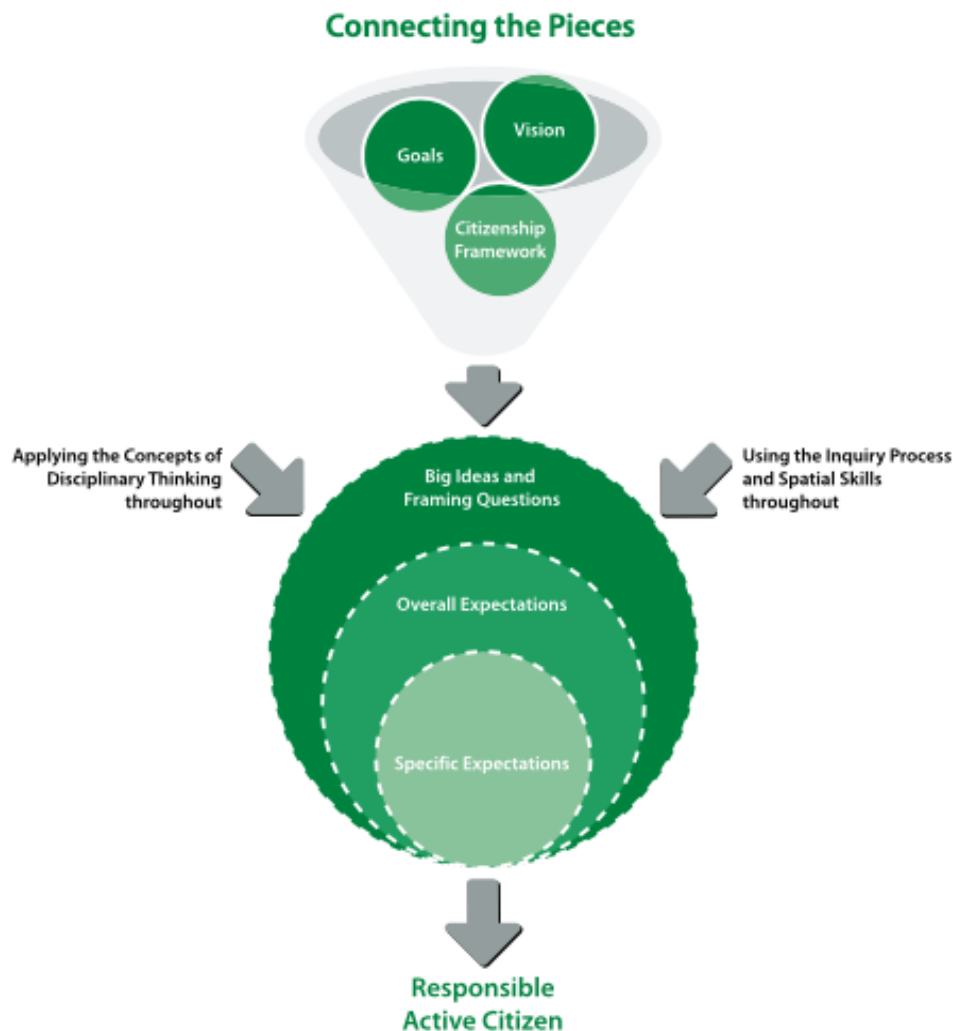 Connecting the Pieces
Goals
Vision
Citizenship
Framework
Applying the Concepts of
Disciplinary Thinking
throughout
Using the Inquiry Process
and Spatial Skills
throughout
Big Ideas and
Framing Questions
Overall Expectations
Specific Expectations
Responsible
Active Citizen